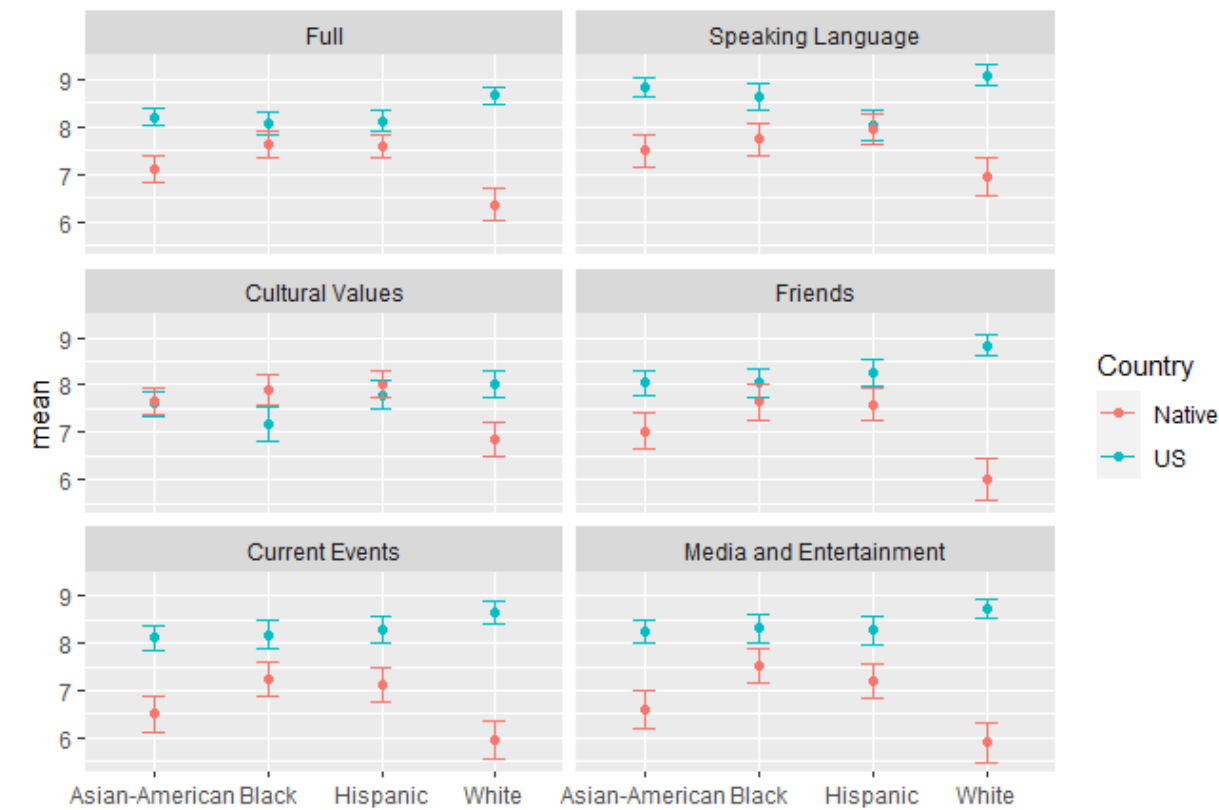 Full
Speaking Language
9
8
7
6
Cultural Values
Friends
9
8
7
6
mean
Current Events
Media and Entertainment
9
8
7
6
Asian-American Black Hispanic White
Asian-American Black Hispanic White
Country
Native
US